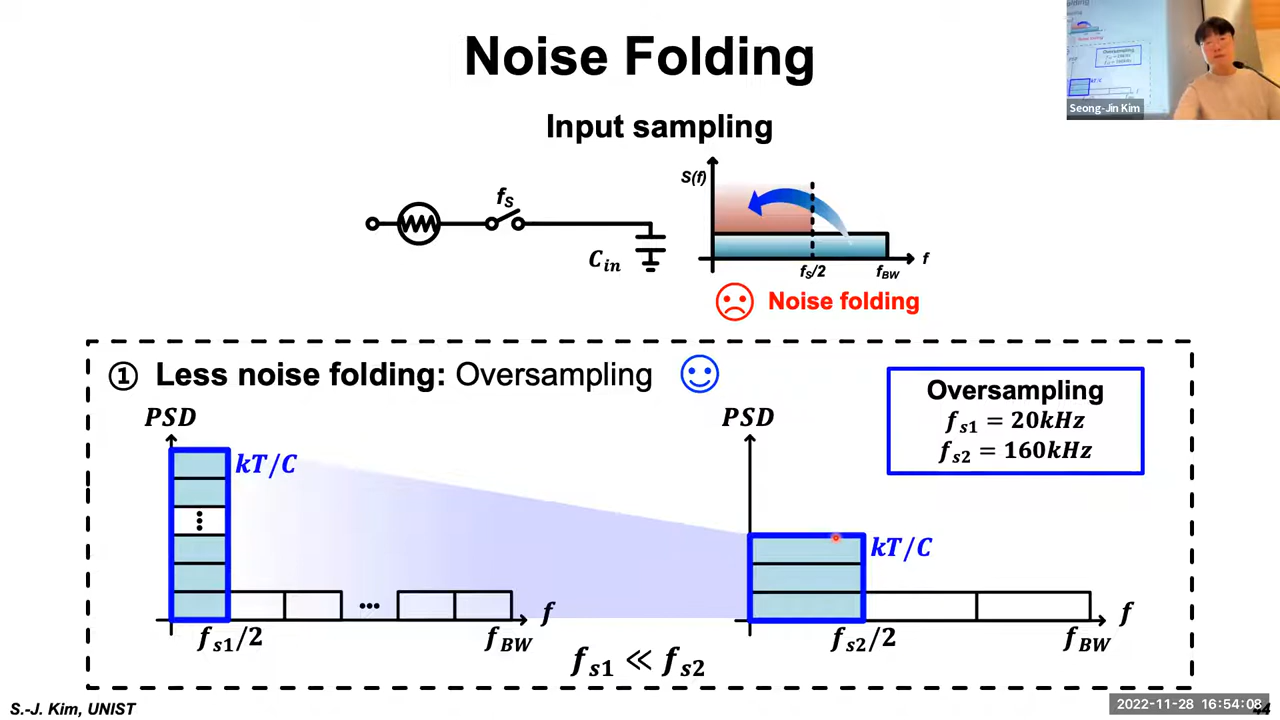 Noise Folding
Input sampling
Seong-Jin Kim
fS
Cin
S(f)
fS/2
fBW
f
Noise folding
① Less noise folding: Oversampling
Oversampling
fs1 = 20kHz
fs2 = 160kHz
PSD
kT/C
...
f
fs1/2
fBW
PSD
kT/C
f
fs2/2
fBW
fs1 ≪ fs2
S.-J. Kim, UNIST
2022-11-28 16:54:08
44